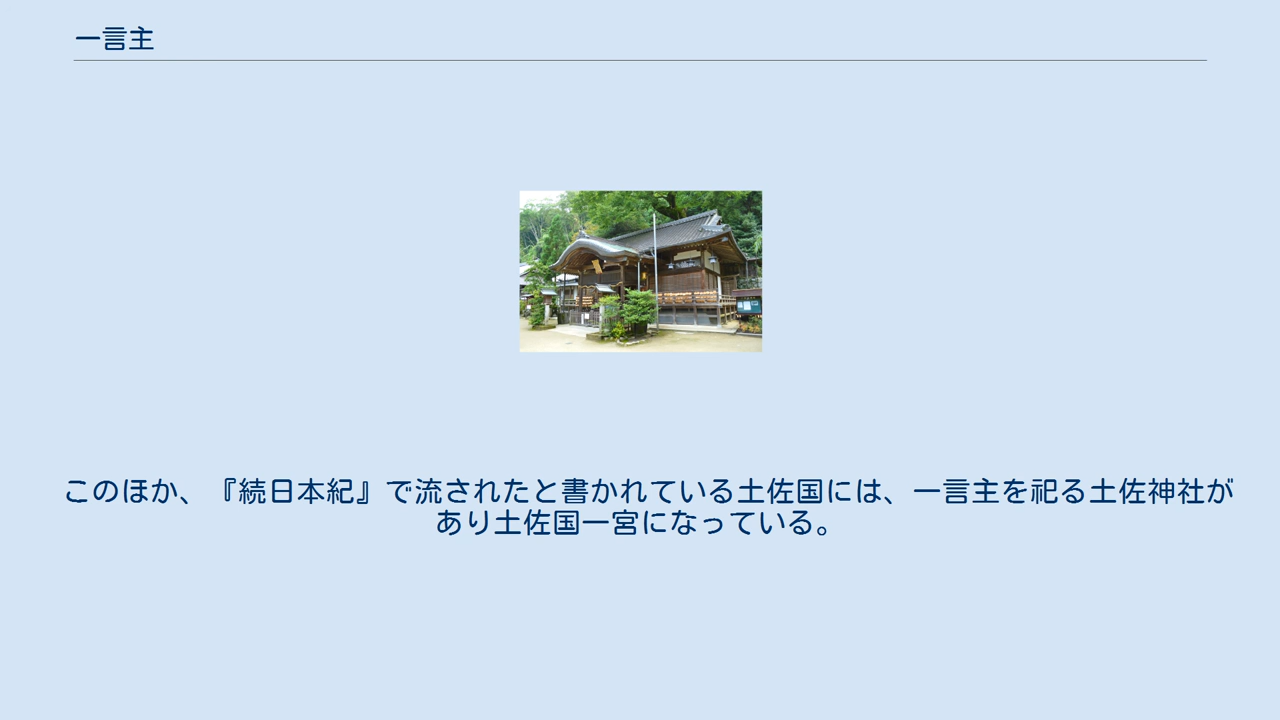 一言主
このほか、『続日本紀』で流されたと書かれている土佐国には、一言主を祀る土佐神社が
あり土佐国一宮になっている。